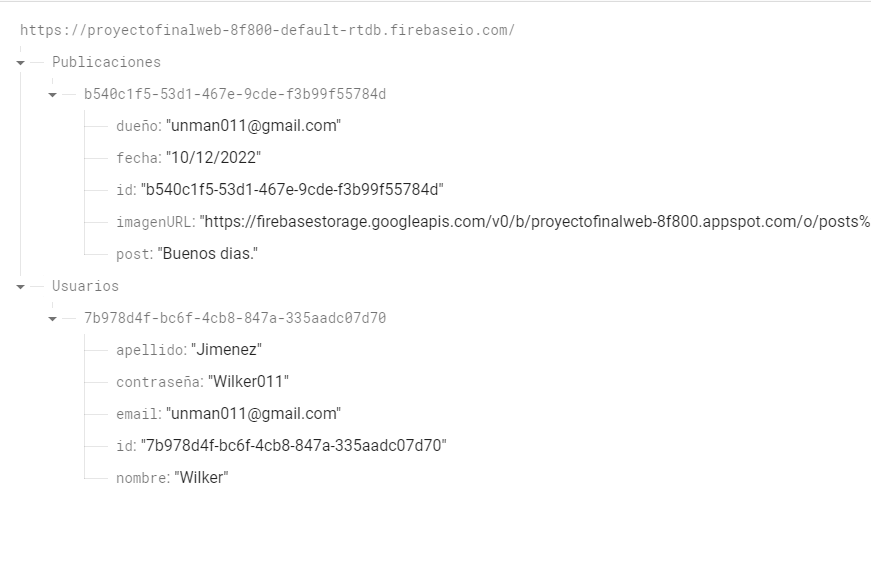 https://proyectofinalweb-8f800-default-rtdb.firebaseio.com/
Publicaciones
b540c1f5-53d1-467e-9cde-f3b99f55784d
dueño: "unman011@gmail.com"
fecha: "10/12/2022"
id: "b540c1f5-53d1-467e-9cde-f3b99f55784d"
imagenURL: "https://firebasestorage.googleapis.com/v0/b/proyectofinalweb-8f800.appspot.com/o/posts%
post: "Buenos dias."
Usuarios
7b978d4f-bc6f-4cb8-847a-335aadc07d70
apellido: "Jimenez"
contraseña: "Wilker011"
email: "unman011@gmail.com"
id: "7b978d4f-bc6f-4cb8-847a-335aadc07d70"
nombre: "Wilker"